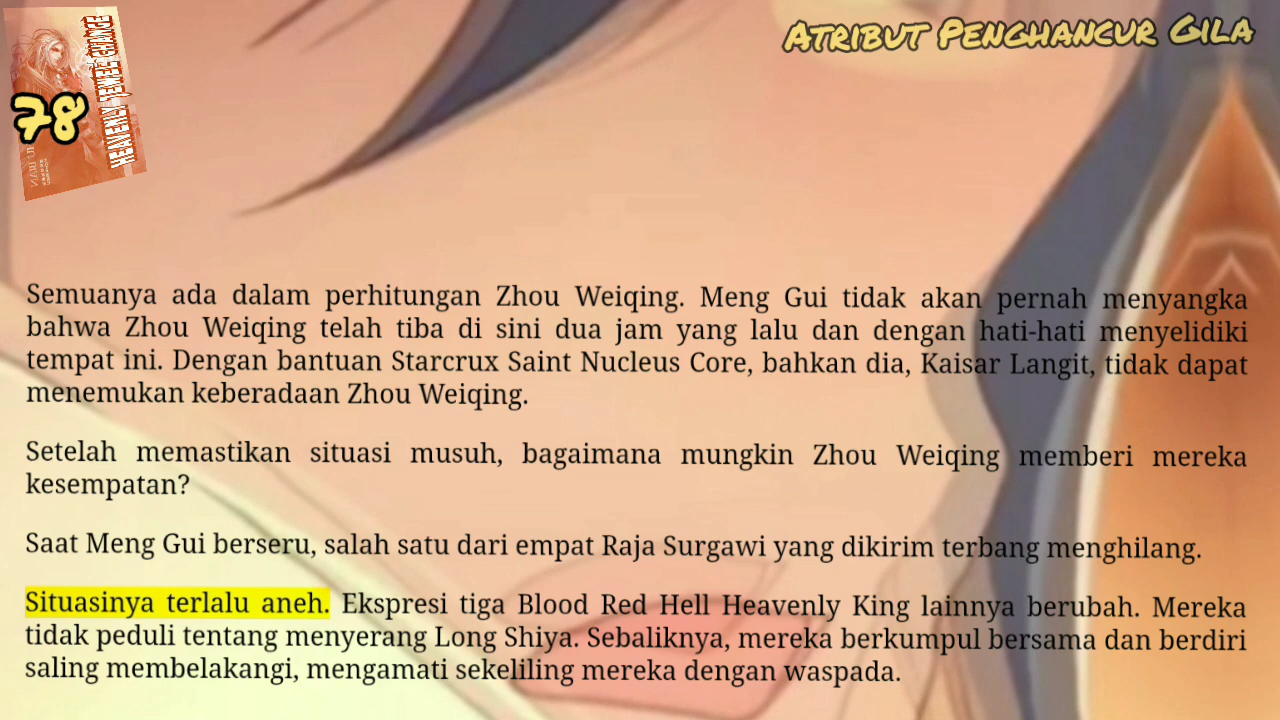 Atribut Penghancur Gila
78
HEAVENLY JEWEL CHANGE
Semuanya ada dalam perhitungan Zhou Weiqing. Meng Gui tidak akan pernah menyangka
bahwa Zhou Weiqing telah tiba di sini dua jam yang lalu dan dengan hati-hati menyelidiki
tempat ini. Dengan bantuan Starcrux Saint Nucleus Core, bahkan dia, Kaisar Langit, tidak dapat
menemukan keberadaan Zhou Weiqing.
Setelah memastikan situasi musuh, bagaimana mungkin Zhou Weiqing memberi mereka
kesempatan?
Saat Meng Gui berseru, salah satu dari empat Raja Surgawi yang dikirim terbang menghilang.
Situasinya terlalu aneh. Ekspresi tiga Blood Red Hell Heavenly King lainnya berubah. Mereka
tidak peduli tentang menyerang Long Shiya. Sebaliknya, mereka berkumpul bersama dan berdiri
saling membelakangi, mengamati sekeliling mereka dengan waspada.